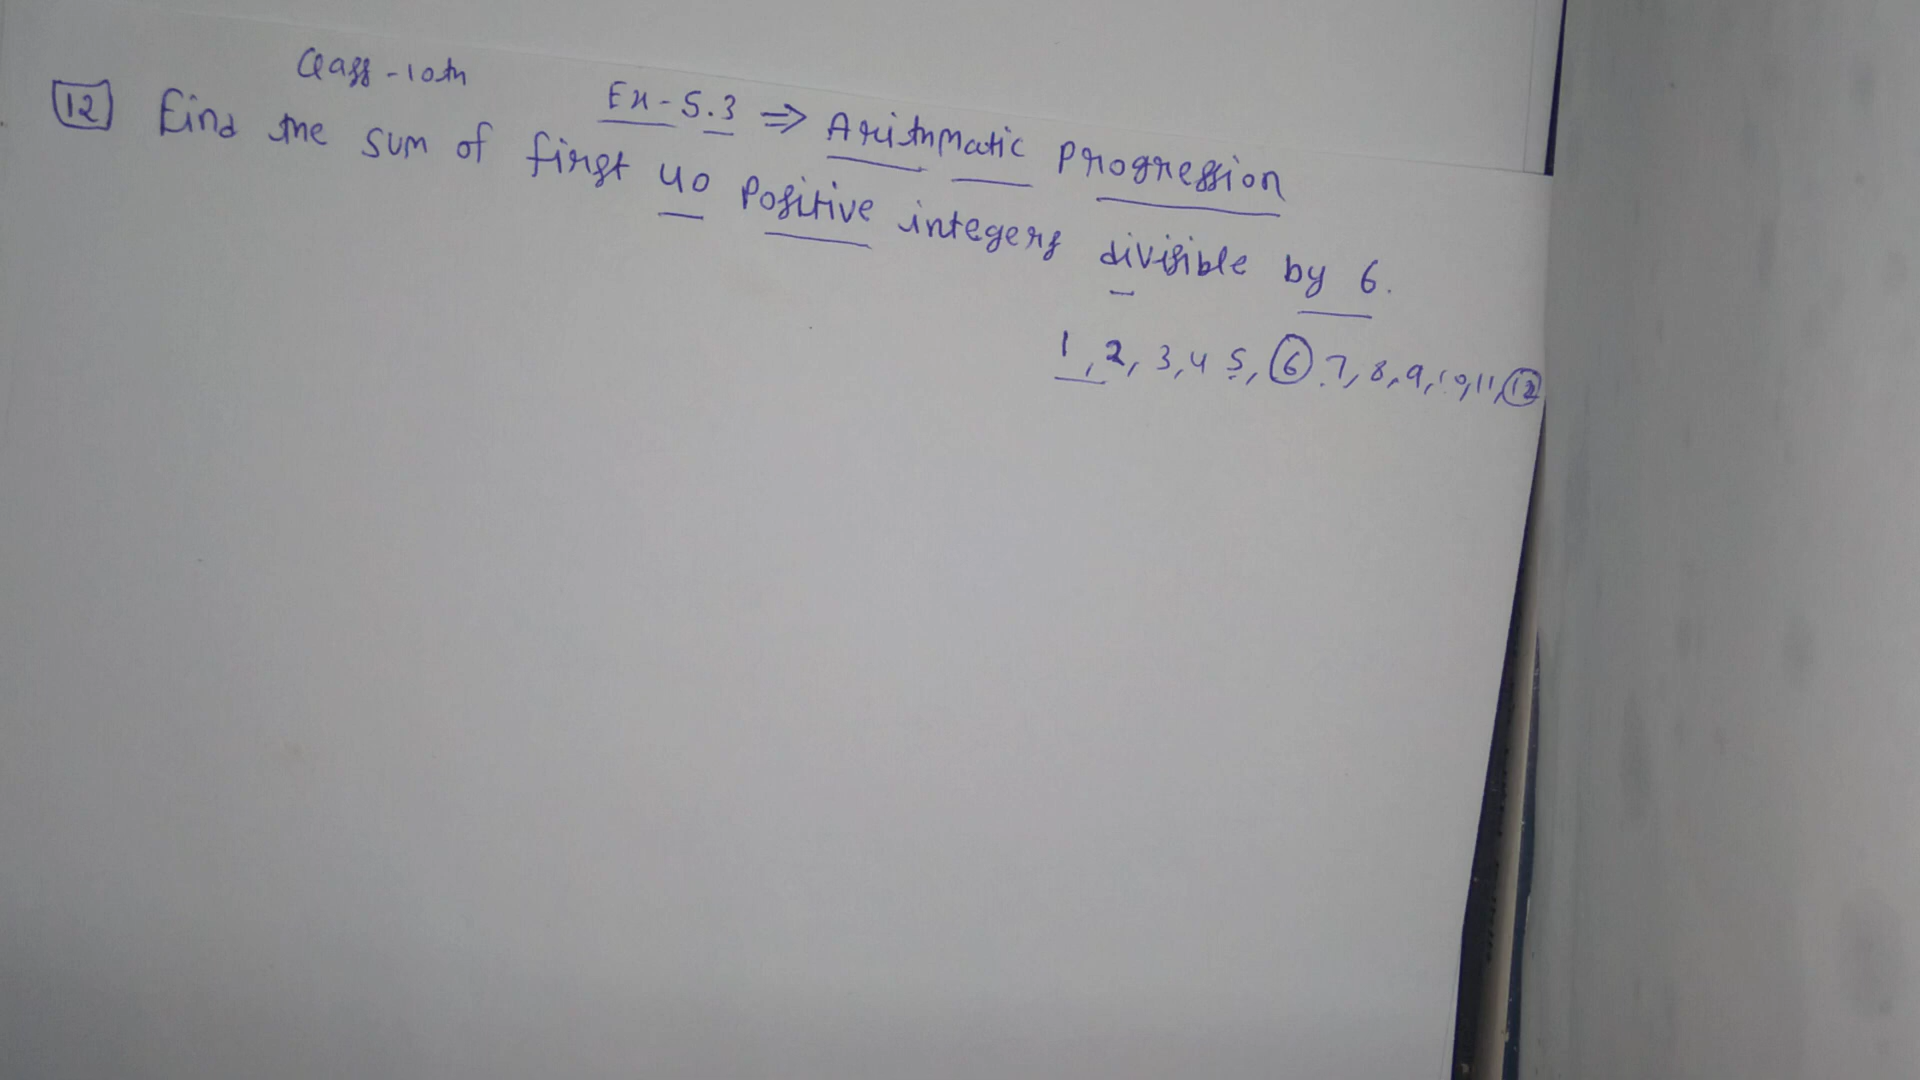 Class-10th
Ex-5.3 ⇒ Arithmatic Progression
12 Find the sum of first 40 Positive integers divisible by 6.
1, 2, 3, 4 5, 6 7, 8, 9, 10, 11, 12